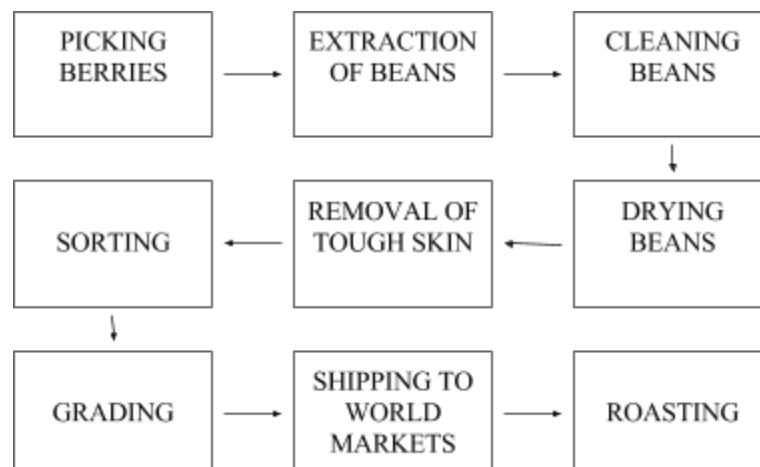 PICKING
BERRIES
EXTRACTION
OF BEANS
CLEANING
BEANS
DRYING
BEANS
REMOVAL OF
TOUGH SKIN
SORTING
GRADING
SHIPPING TO
WORLD
MARKETS
ROASTING